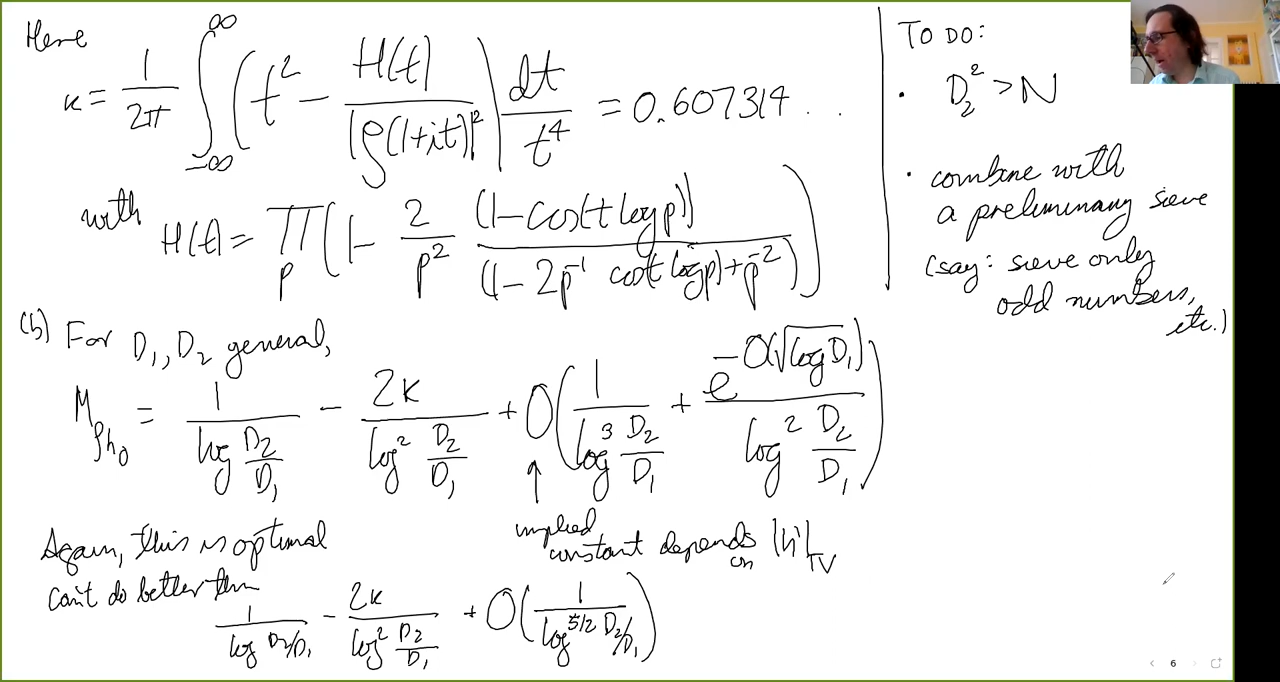 Here
κ = 1/2π ∫_{-∞}^{∞} (t² − H(t)/|ζ(1+it)|²) dt/t⁴ = 0.607314...
with H(t) = ∏_p (1 − 2/p² (1−cos(t log p))/(1−2p⁻¹ cos(t log p)+p⁻²))
(b) For D₁, D₂ general,
M_{ρh₀} = 1/log D₂/D₁ − 2κ/log² D₂/D₁ + O(1/log³ D₂/D₁ + e^{−O(√log D₁)}/log² D₂/D₁)
↑
implied
constant depends on |h'|_TV
Again, this is optimal
can't do better than
1/log D₂/D₁ − 2κ/log² D₂/D₁ + O(1/log^{5/2} D₂/D₁)
TO DO:
· D₂² > N
· combine with
a preliminary sieve
(say: sieve only
odd numbers,
etc.)
6